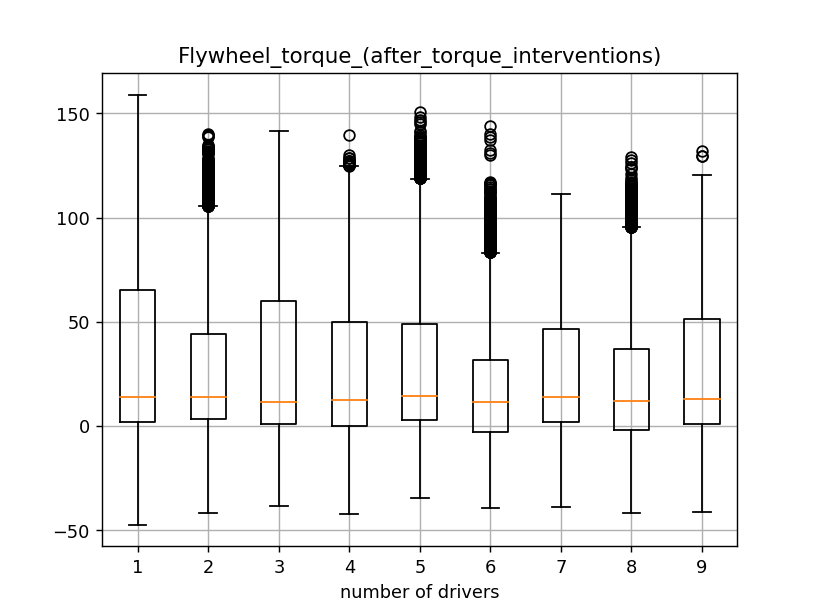 Flywheel_torque_(after_torque_interventions)
150
100
50
0
−50
1 2 3 4 5 6 7 8 9
number of drivers